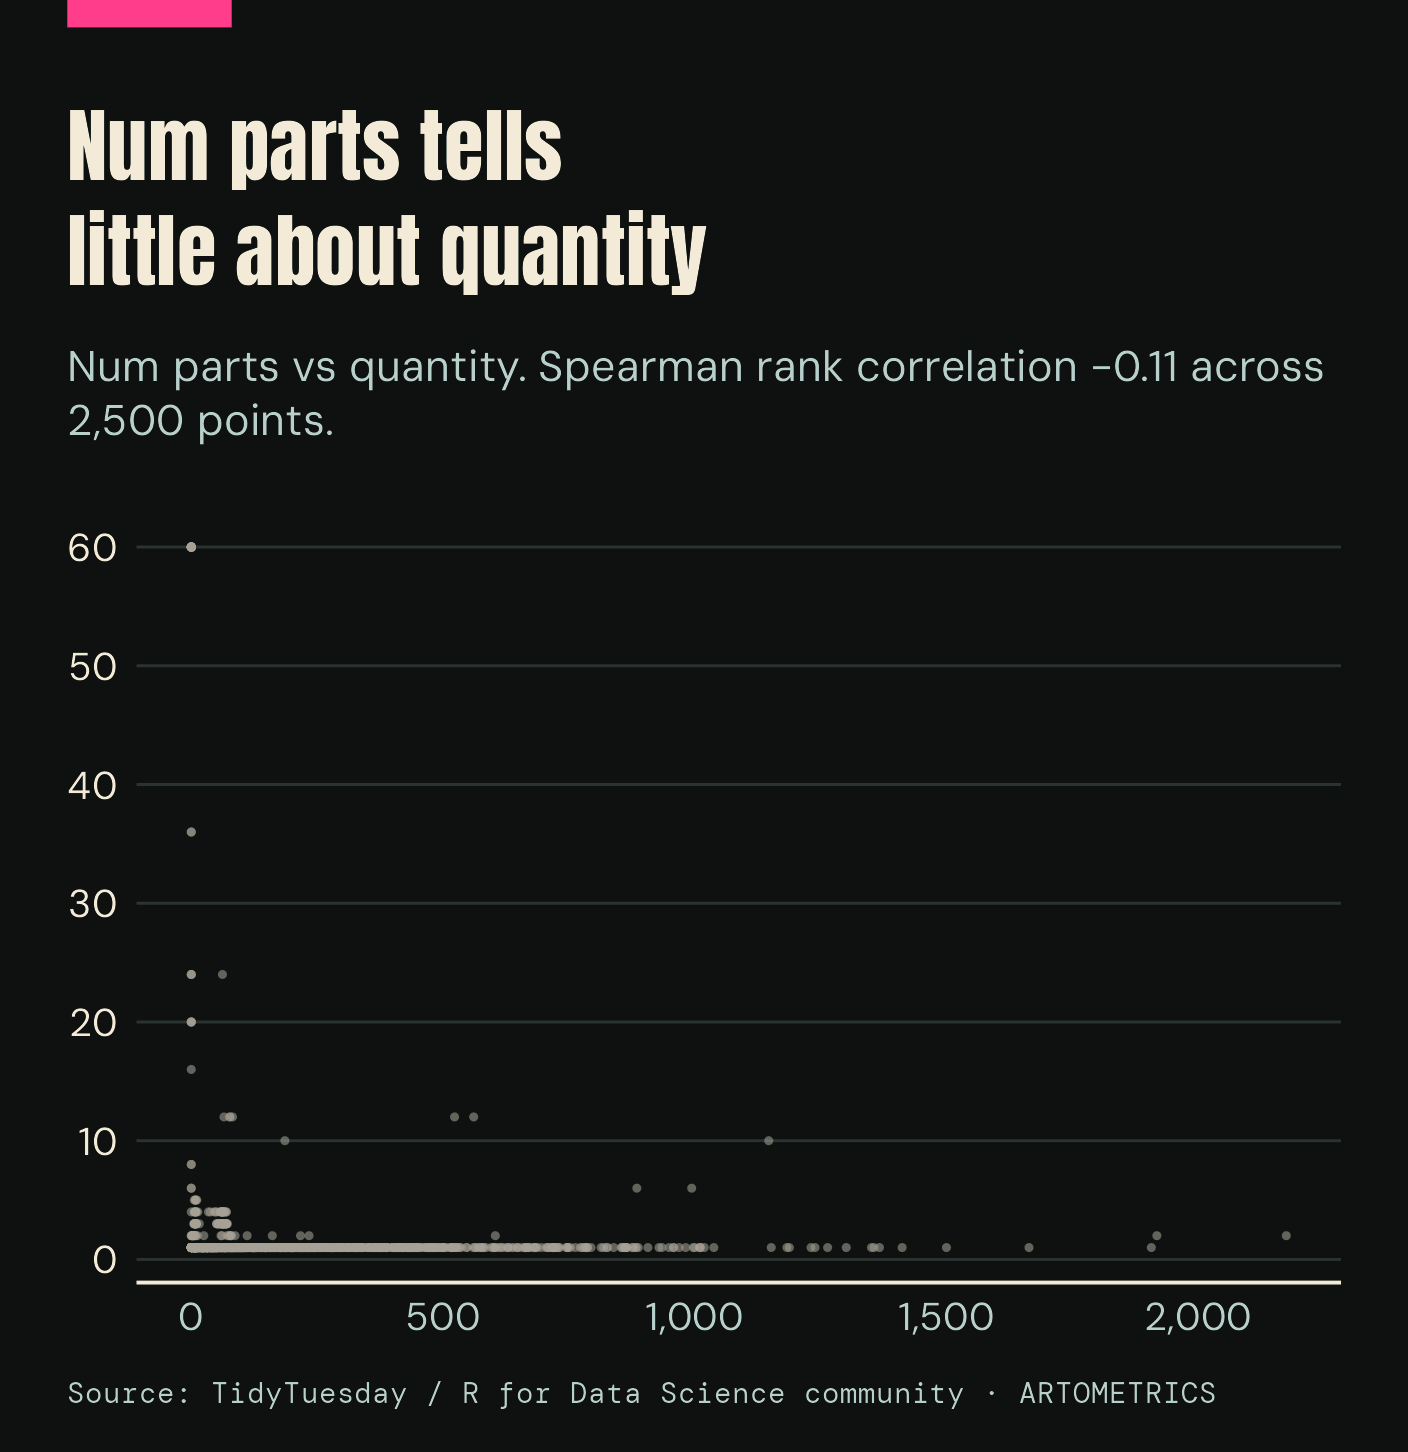 Num parts tells
little about quantity
Num parts vs quantity. Spearman rank correlation −0.11 across
2,500 points.
60
50
40
30
20
10
0
0 500 1,000 1,500 2,000
Source: TidyTuesday / R for Data Science community · ARTOMETRICS